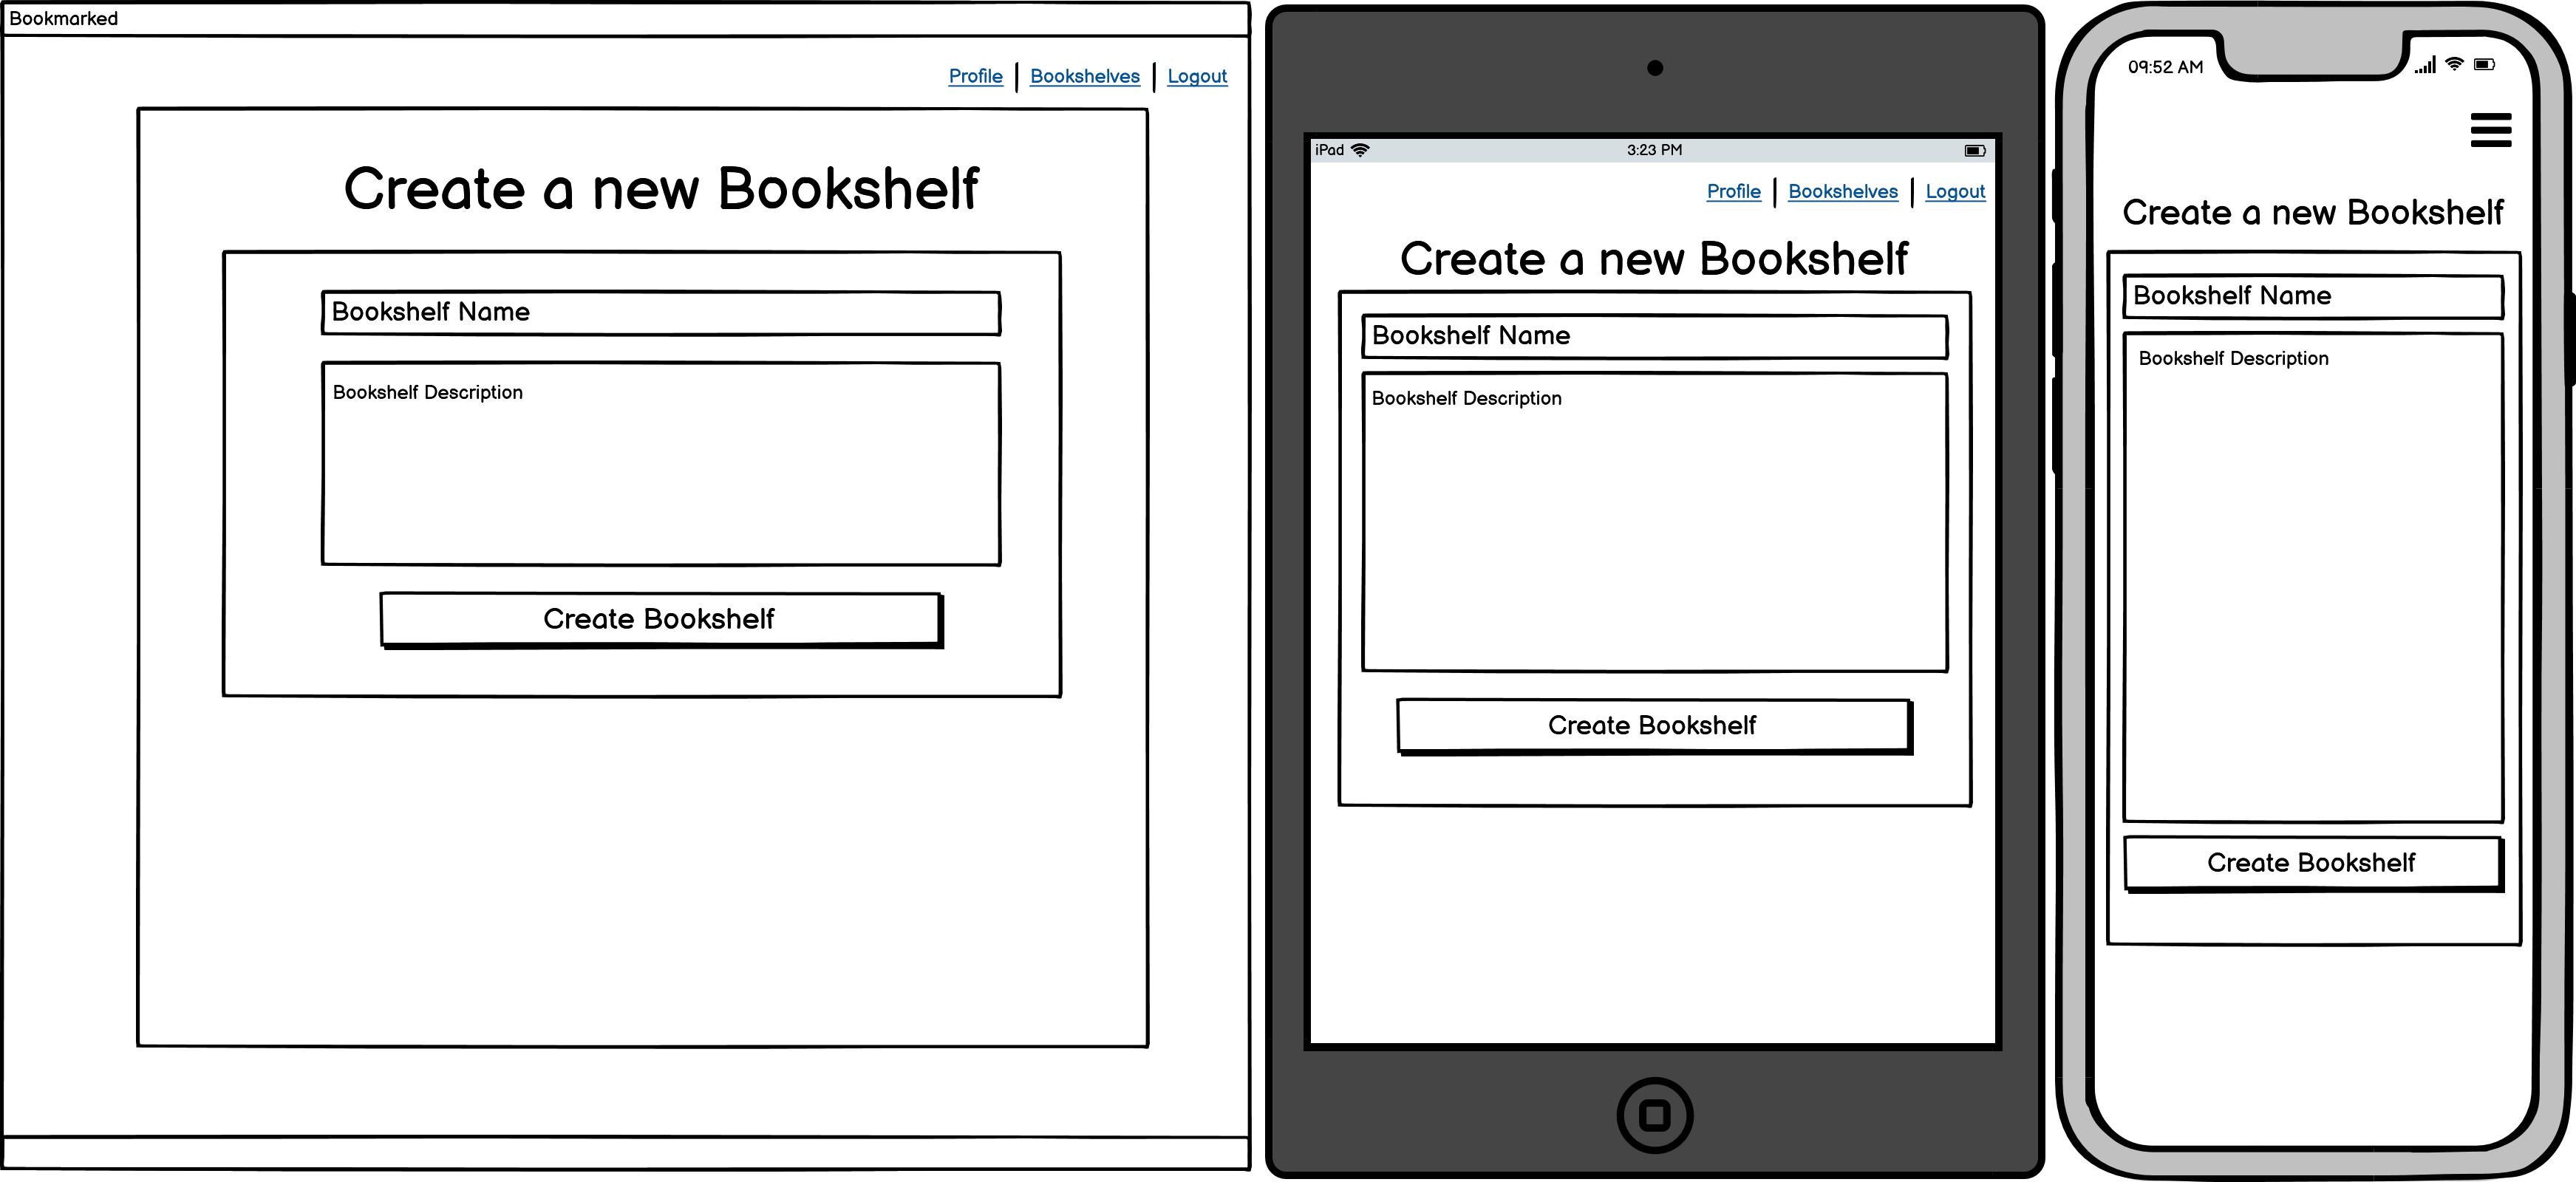 Bookmarked
Profile | Bookshelves | Logout
Create a new Bookshelf
Bookshelf Name
Bookshelf Description
Create Bookshelf
iPad 3:23 PM
Profile | Bookshelves | Logout
Create a new Bookshelf
Bookshelf Name
Bookshelf Description
Create Bookshelf
09:52 AM
Create a new Bookshelf
Bookshelf Name
Bookshelf Description
Create Bookshelf